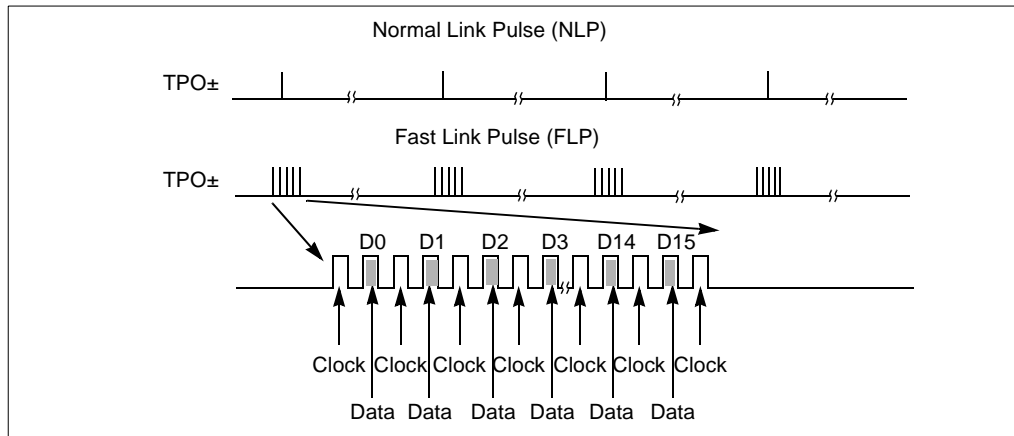 Normal Link Pulse (NLP)
TPO±
Fast Link Pulse (FLP)
TPO±
D0 D1 D2 D3 D14 D15
Clock Clock Clock Clock Clock Clock Clock
Data Data Data Data Data Data